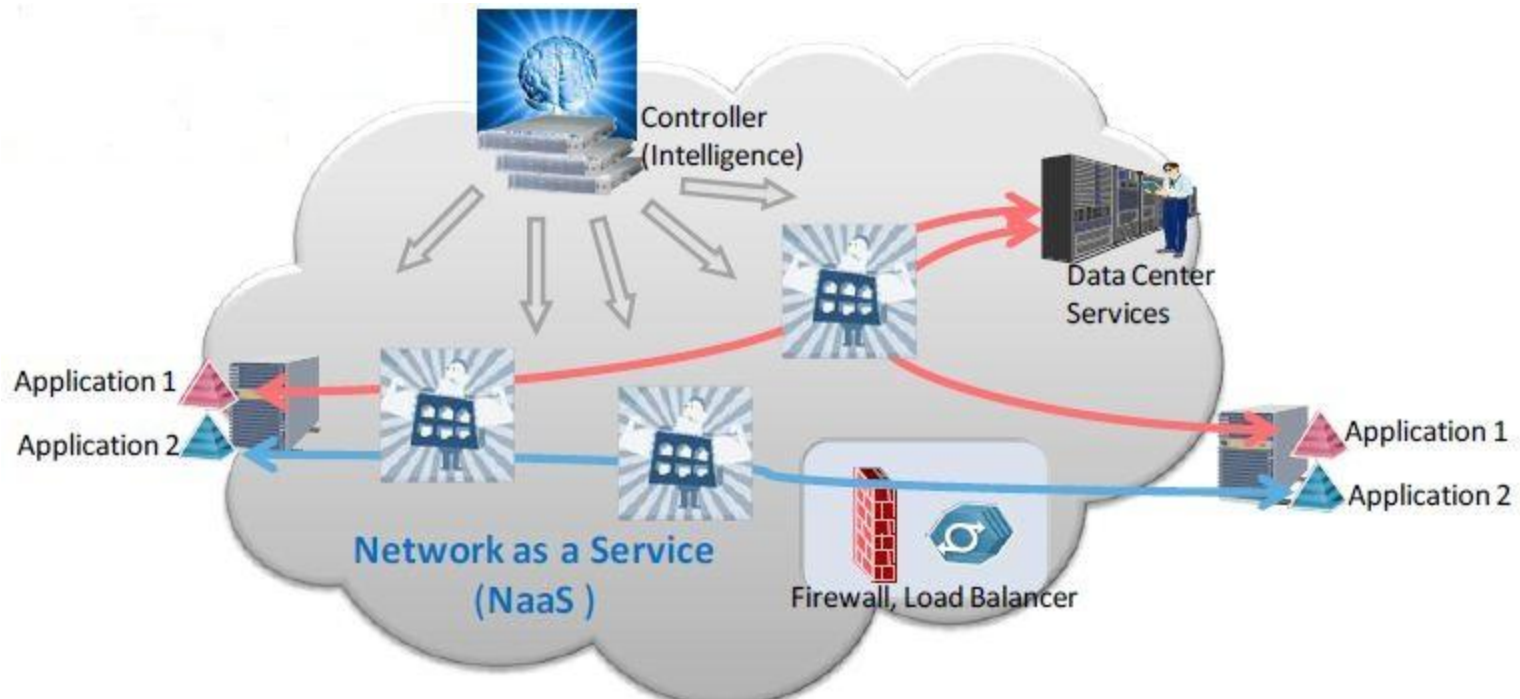 Controller
(Intelligence)
Data Center
Services
Application 1
Application 2
Application 1
Application 2
Network as a Service
(NaaS )
Firewall, Load Balancer